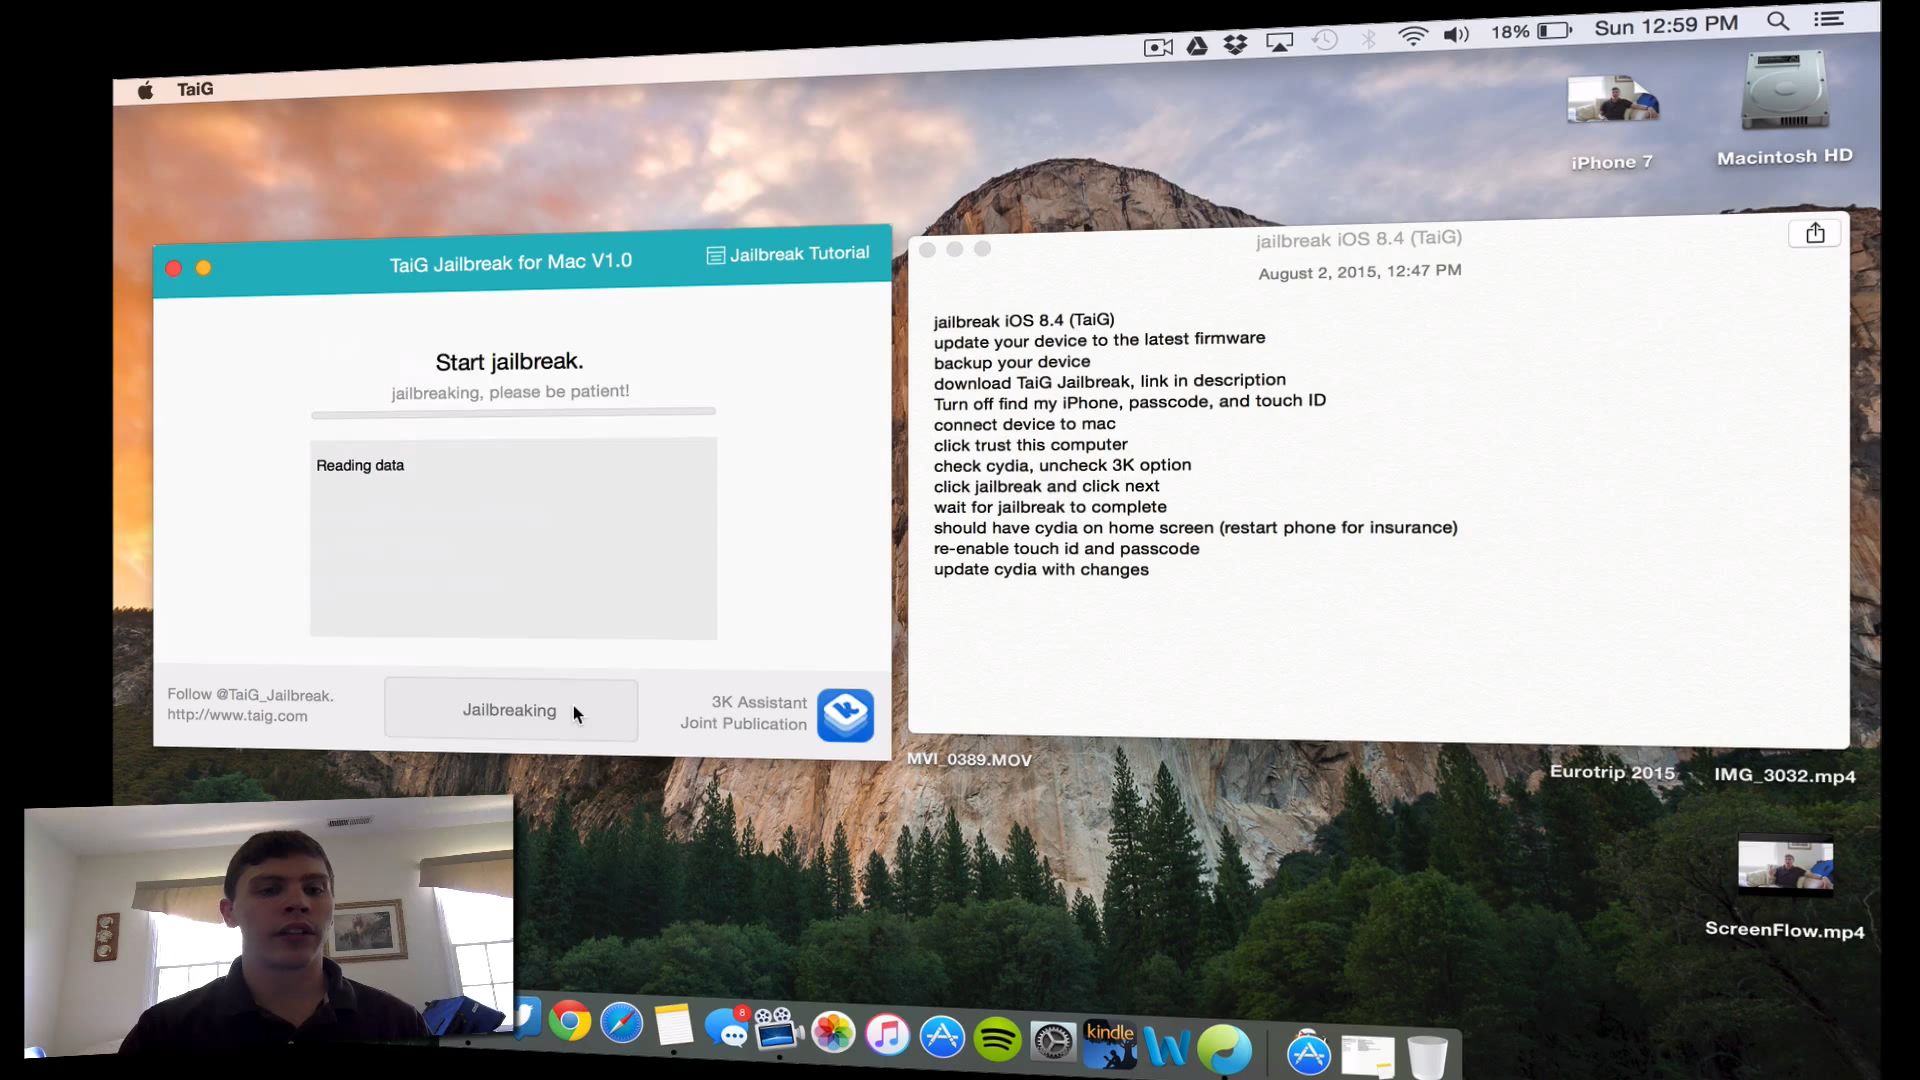 TaiG
18%
Sun 12:59 PM
iPhone 7
Macintosh HD
TaiG Jailbreak for Mac V1.0
Jailbreak Tutorial
Start jailbreak.
jailbreaking, please be patient!
Reading data
Follow @TaiG_Jailbreak.
http://www.taig.com
Jailbreaking
3K Assistant
Joint Publication
jailbreak iOS 8.4 (TaiG)
August 2, 2015, 12:47 PM
jailbreak iOS 8.4 (TaiG)
update your device to the latest firmware
backup your device
download TaiG Jailbreak, link in description
Turn off find my iPhone, passcode, and touch ID
connect device to mac
click trust this computer
check cydia, uncheck 3K option
click jailbreak and click next
wait for jailbreak to complete
should have cydia on home screen (restart phone for insurance)
re-enable touch id and passcode
update cydia with changes
MVI_0389.MOV
Eurotrip 2015
IMG_3032.mp4
ScreenFlow.mp4
8
kindle